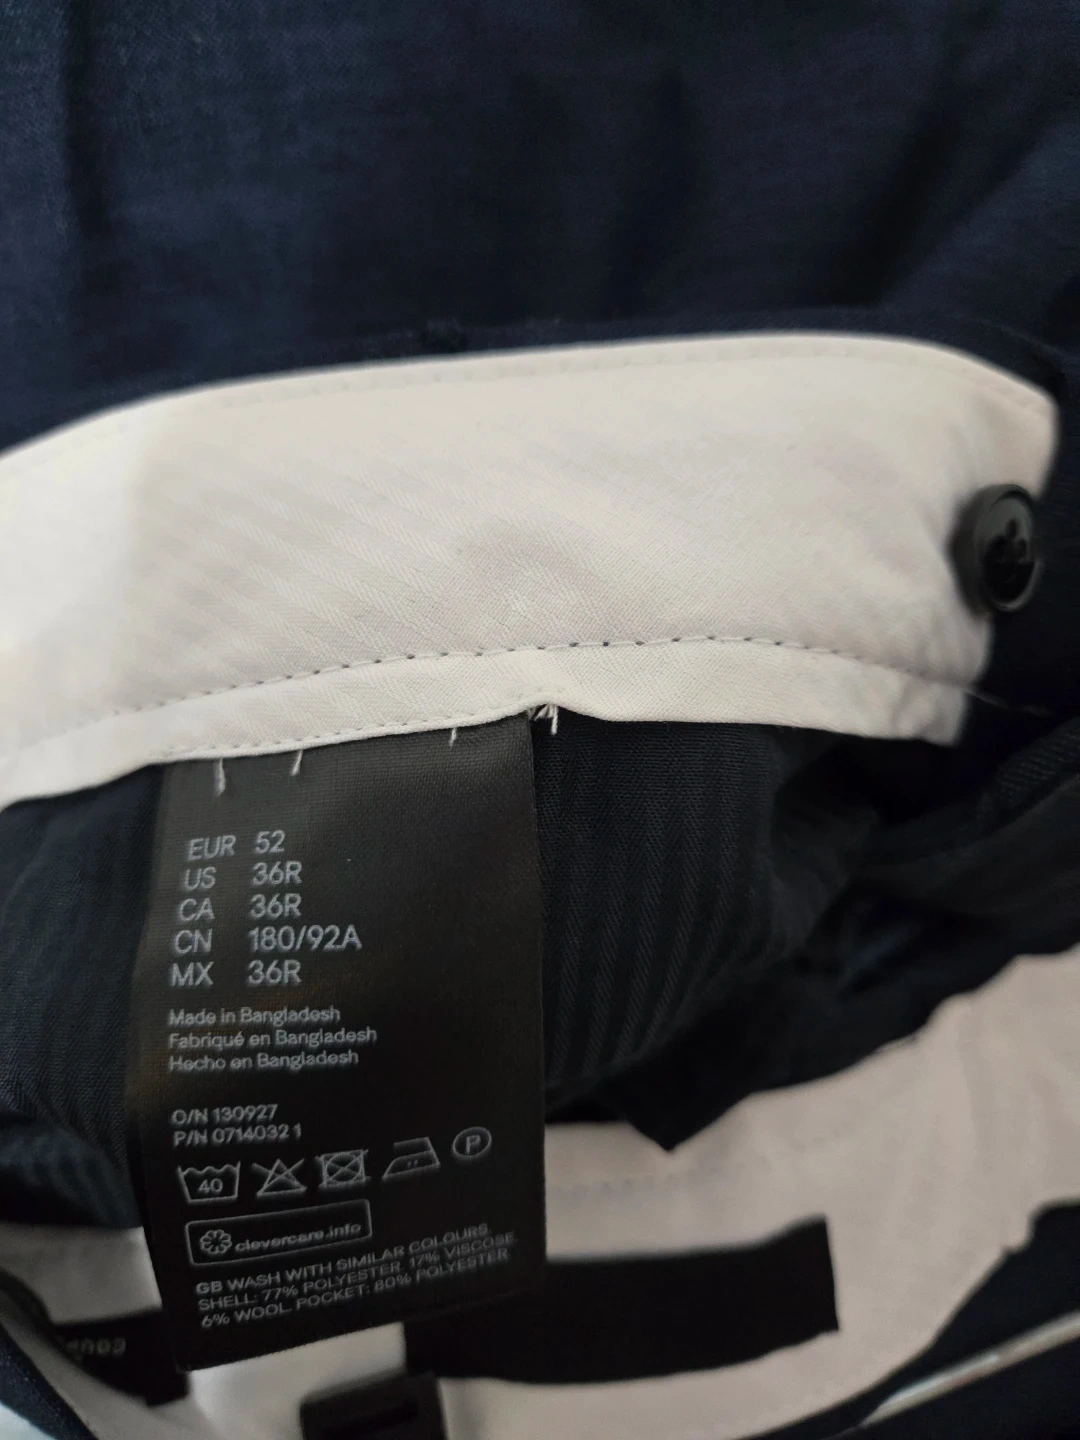 EUR 52
US 36R
CA 36R
CN 180/92A
MX 36R
Made in Bangladesh
Fabriqué en Bangladesh
Hecho en Bangladesh
O/N 130927
P/N 0714032 1
40
P
clevercare.info
GB WASH WITH SIMILAR COLOURS.
SHELL: 77% POLYESTER. 17% VISCOSE.
6% WOOL. POCKET: 80% POLYESTER.